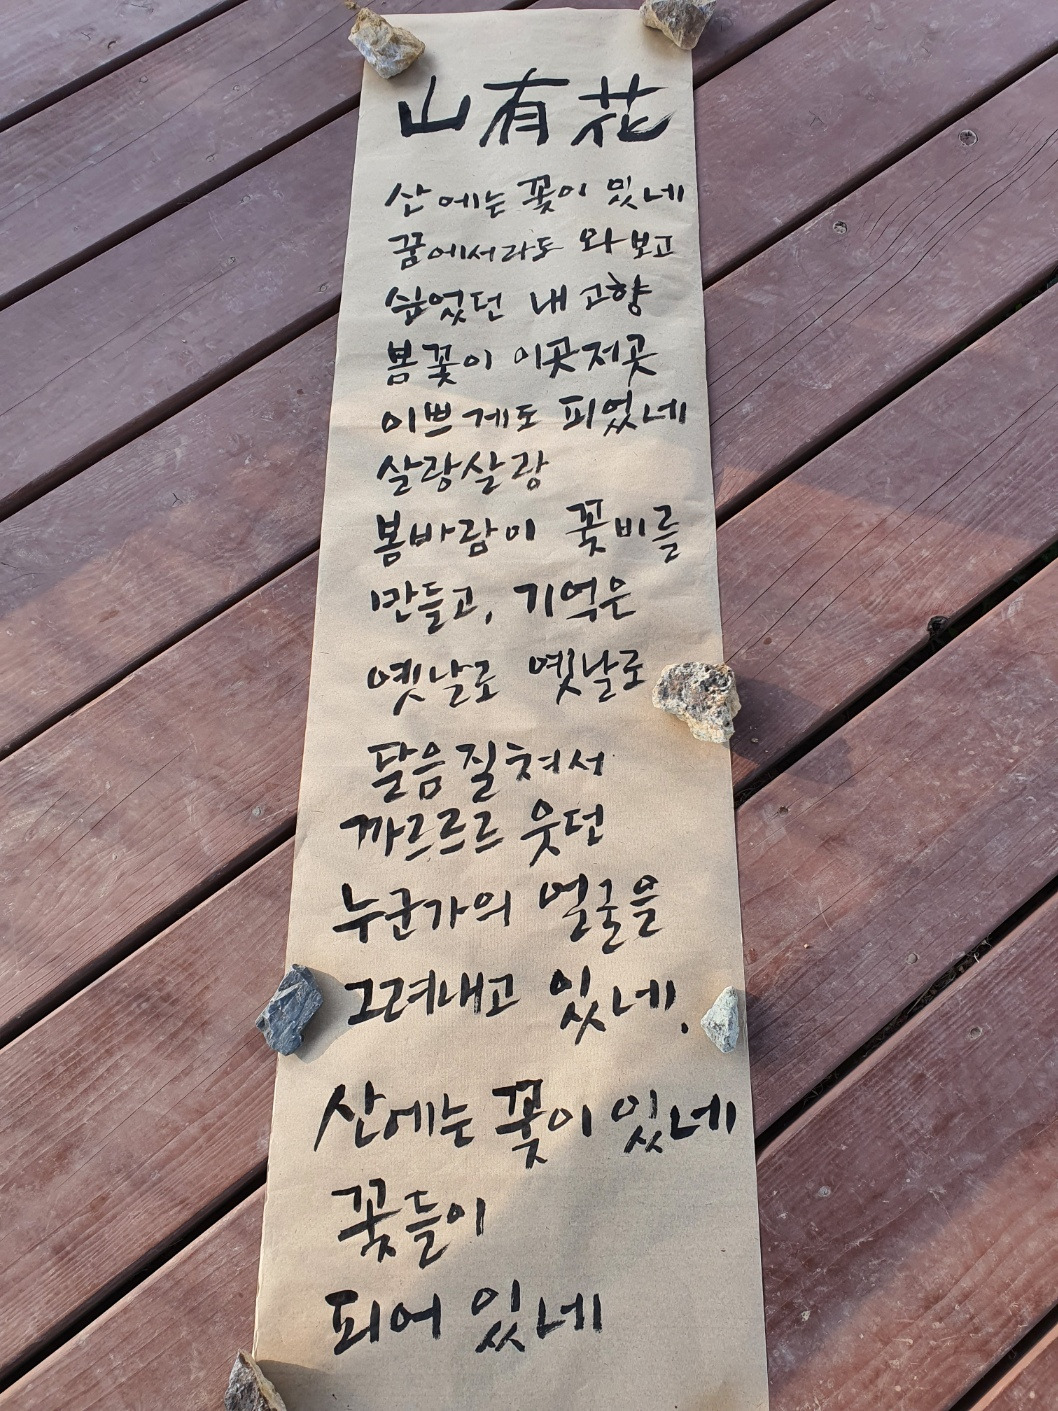 山有花
산에는 꽃이 있네
꿈에서라도 와 보고
싶었던 내 고향
봄꽃이 이곳저곳
이쁘게도 피었네
살랑살랑
봄바람이 꽃비를
만들고, 기억은
옛날로 옛날로
달음질쳐서
까르르르 웃던
누군가의 얼굴을
그려내고 있네.
산에는 꽃이 있네
꽃들이
피어 있네